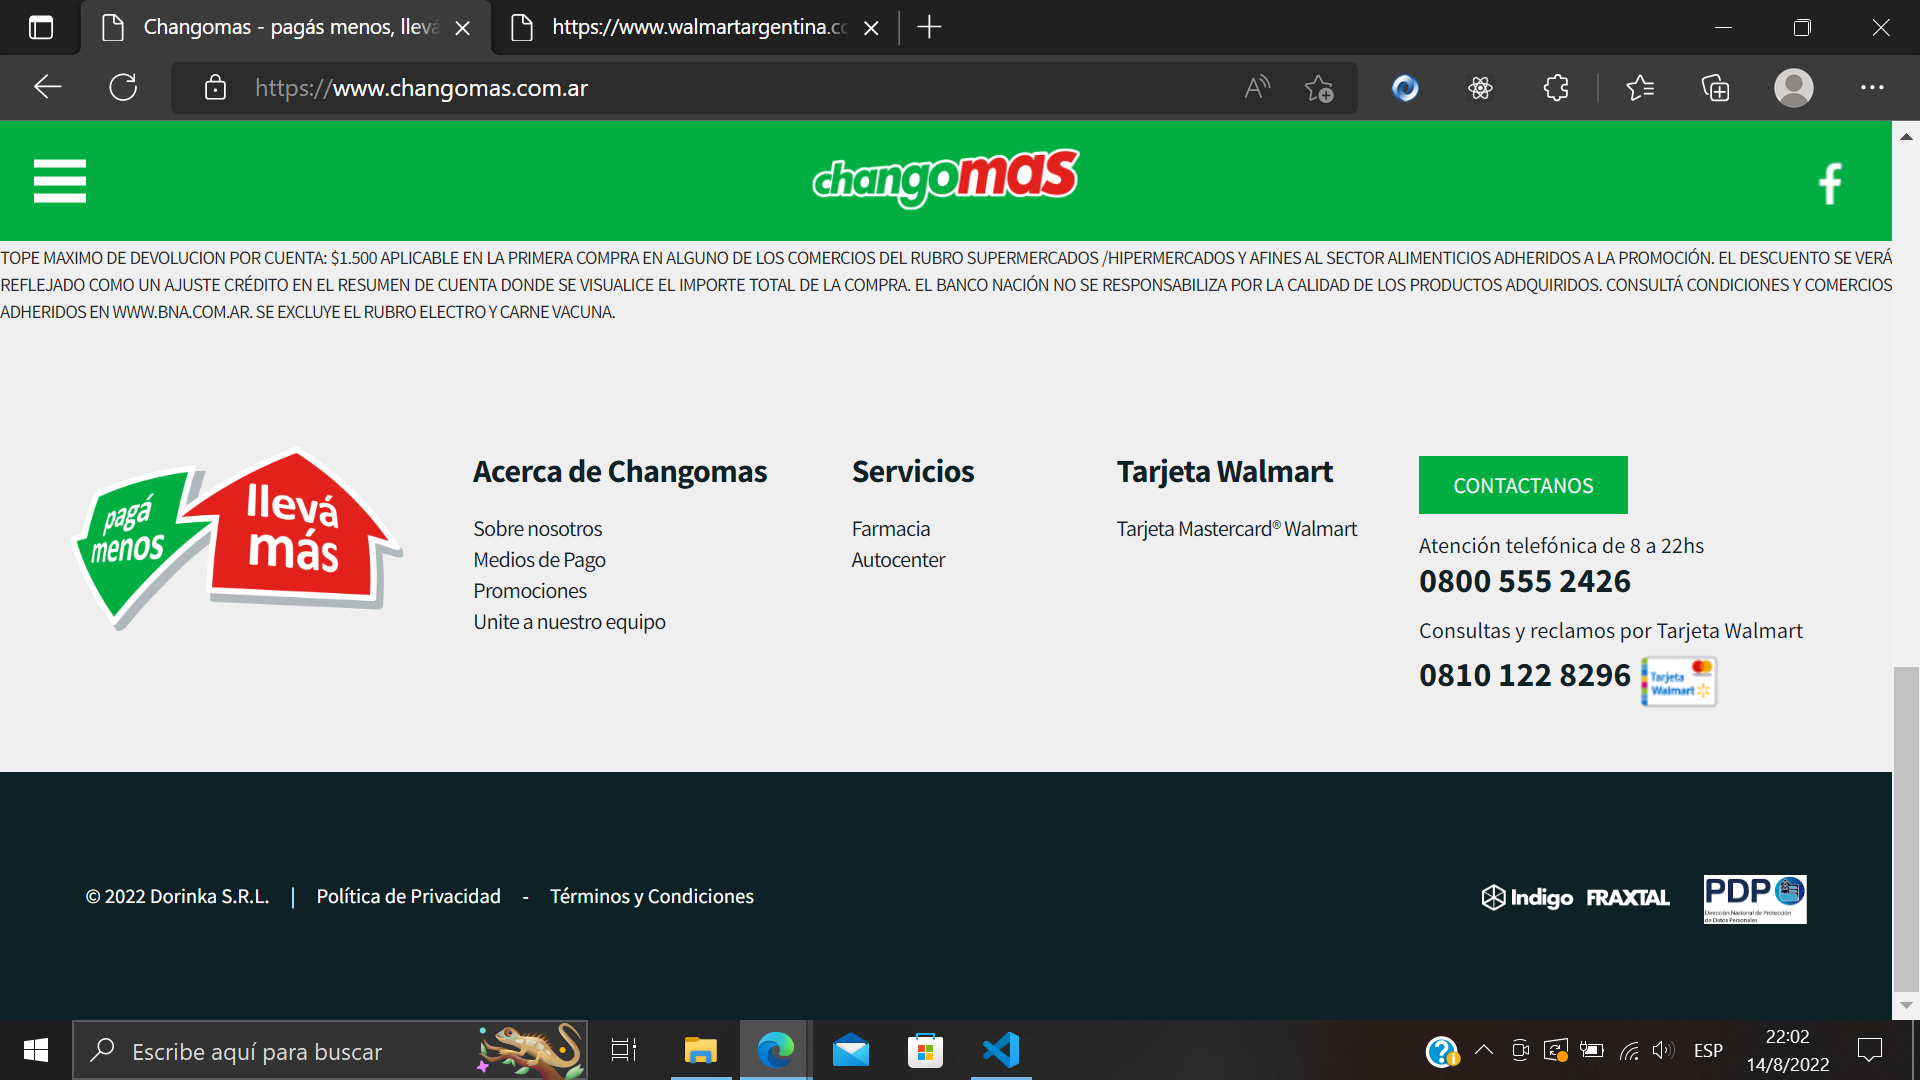 Changomas - pagás menos, llevá
https://www.walmartargentina.co
https://www.changomas.com.ar
changomas
TOPE MAXIMO DE DEVOLUCION POR CUENTA: $1.500 APLICABLE EN LA PRIMERA COMPRA EN ALGUNO DE LOS COMERCIOS DEL RUBRO SUPERMERCADOS /HIPERMERCADOS Y AFINES AL SECTOR ALIMENTICIOS ADHERIDOS A LA PROMOCIÓN. EL DESCUENTO SE VERÁ
REFLEJADO COMO UN AJUSTE CRÉDITO EN EL RESUMEN DE CUENTA DONDE SE VISUALICE EL IMPORTE TOTAL DE LA COMPRA. EL BANCO NACIÓN NO SE RESPONSABILIZA POR LA CALIDAD DE LOS PRODUCTOS ADQUIRIDOS. CONSULTÁ CONDICIONES Y COMERCIOS
ADHERIDOS EN WWW.BNA.COM.AR. SE EXCLUYE EL RUBRO ELECTRO Y CARNE VACUNA.
pagá
menos
llevá
más
Acerca de Changomas
Sobre nosotros
Medios de Pago
Promociones
Unite a nuestro equipo
Servicios
Farmacia
Autocenter
Tarjeta Walmart
Tarjeta Mastercard® Walmart
CONTACTANOS
Atención telefónica de 8 a 22hs
0800 555 2426
Consultas y reclamos por Tarjeta Walmart
0810 122 8296
Tarjeta
Walmart
© 2022 Dorinka S.R.L. | Política de Privacidad - Términos y Condiciones
Indigo FRAXTAL
PDP
Dirección Nacional de Protección
de Datos Personales
Escribe aquí para buscar
ESP
22:02
14/8/2022